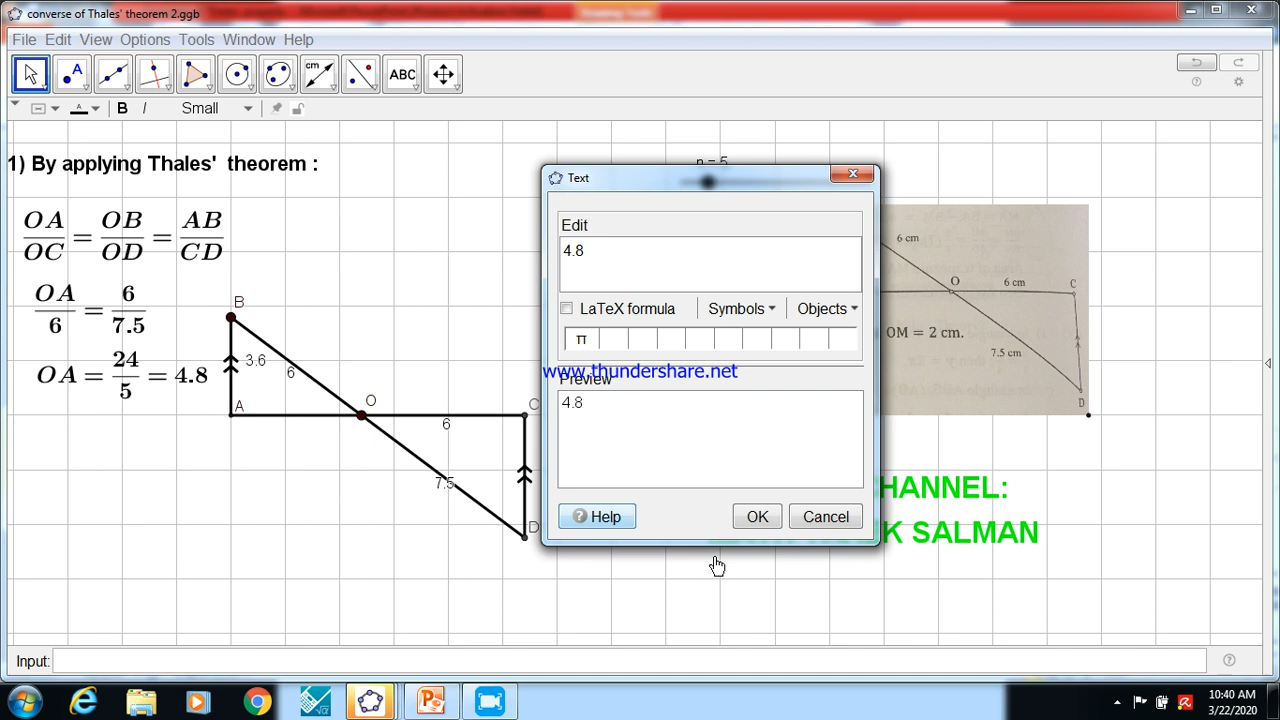 converse of Thales' theorem 2.ggb
File Edit View Options Tools Window Help
A
cm
ABC
B I Small
1) By applying Thales' theorem :
n = 5
OA/OC = OB/OD = AB/CD
OA/6 = 6/7.5
OA = 24/5 = 4.8
B
3.6
6
A
O
C
6
7.5
D
Text
Edit
4.8
LaTeX formula Symbols Objects
π
www.thundershare.net
Preview
4.8
Help OK Cancel
6 cm
O
6 cm
C
OM = 2 cm.
7.5 cm
D
HANNEL:
K SALMAN
Input:
10:40 AM
3/22/2020